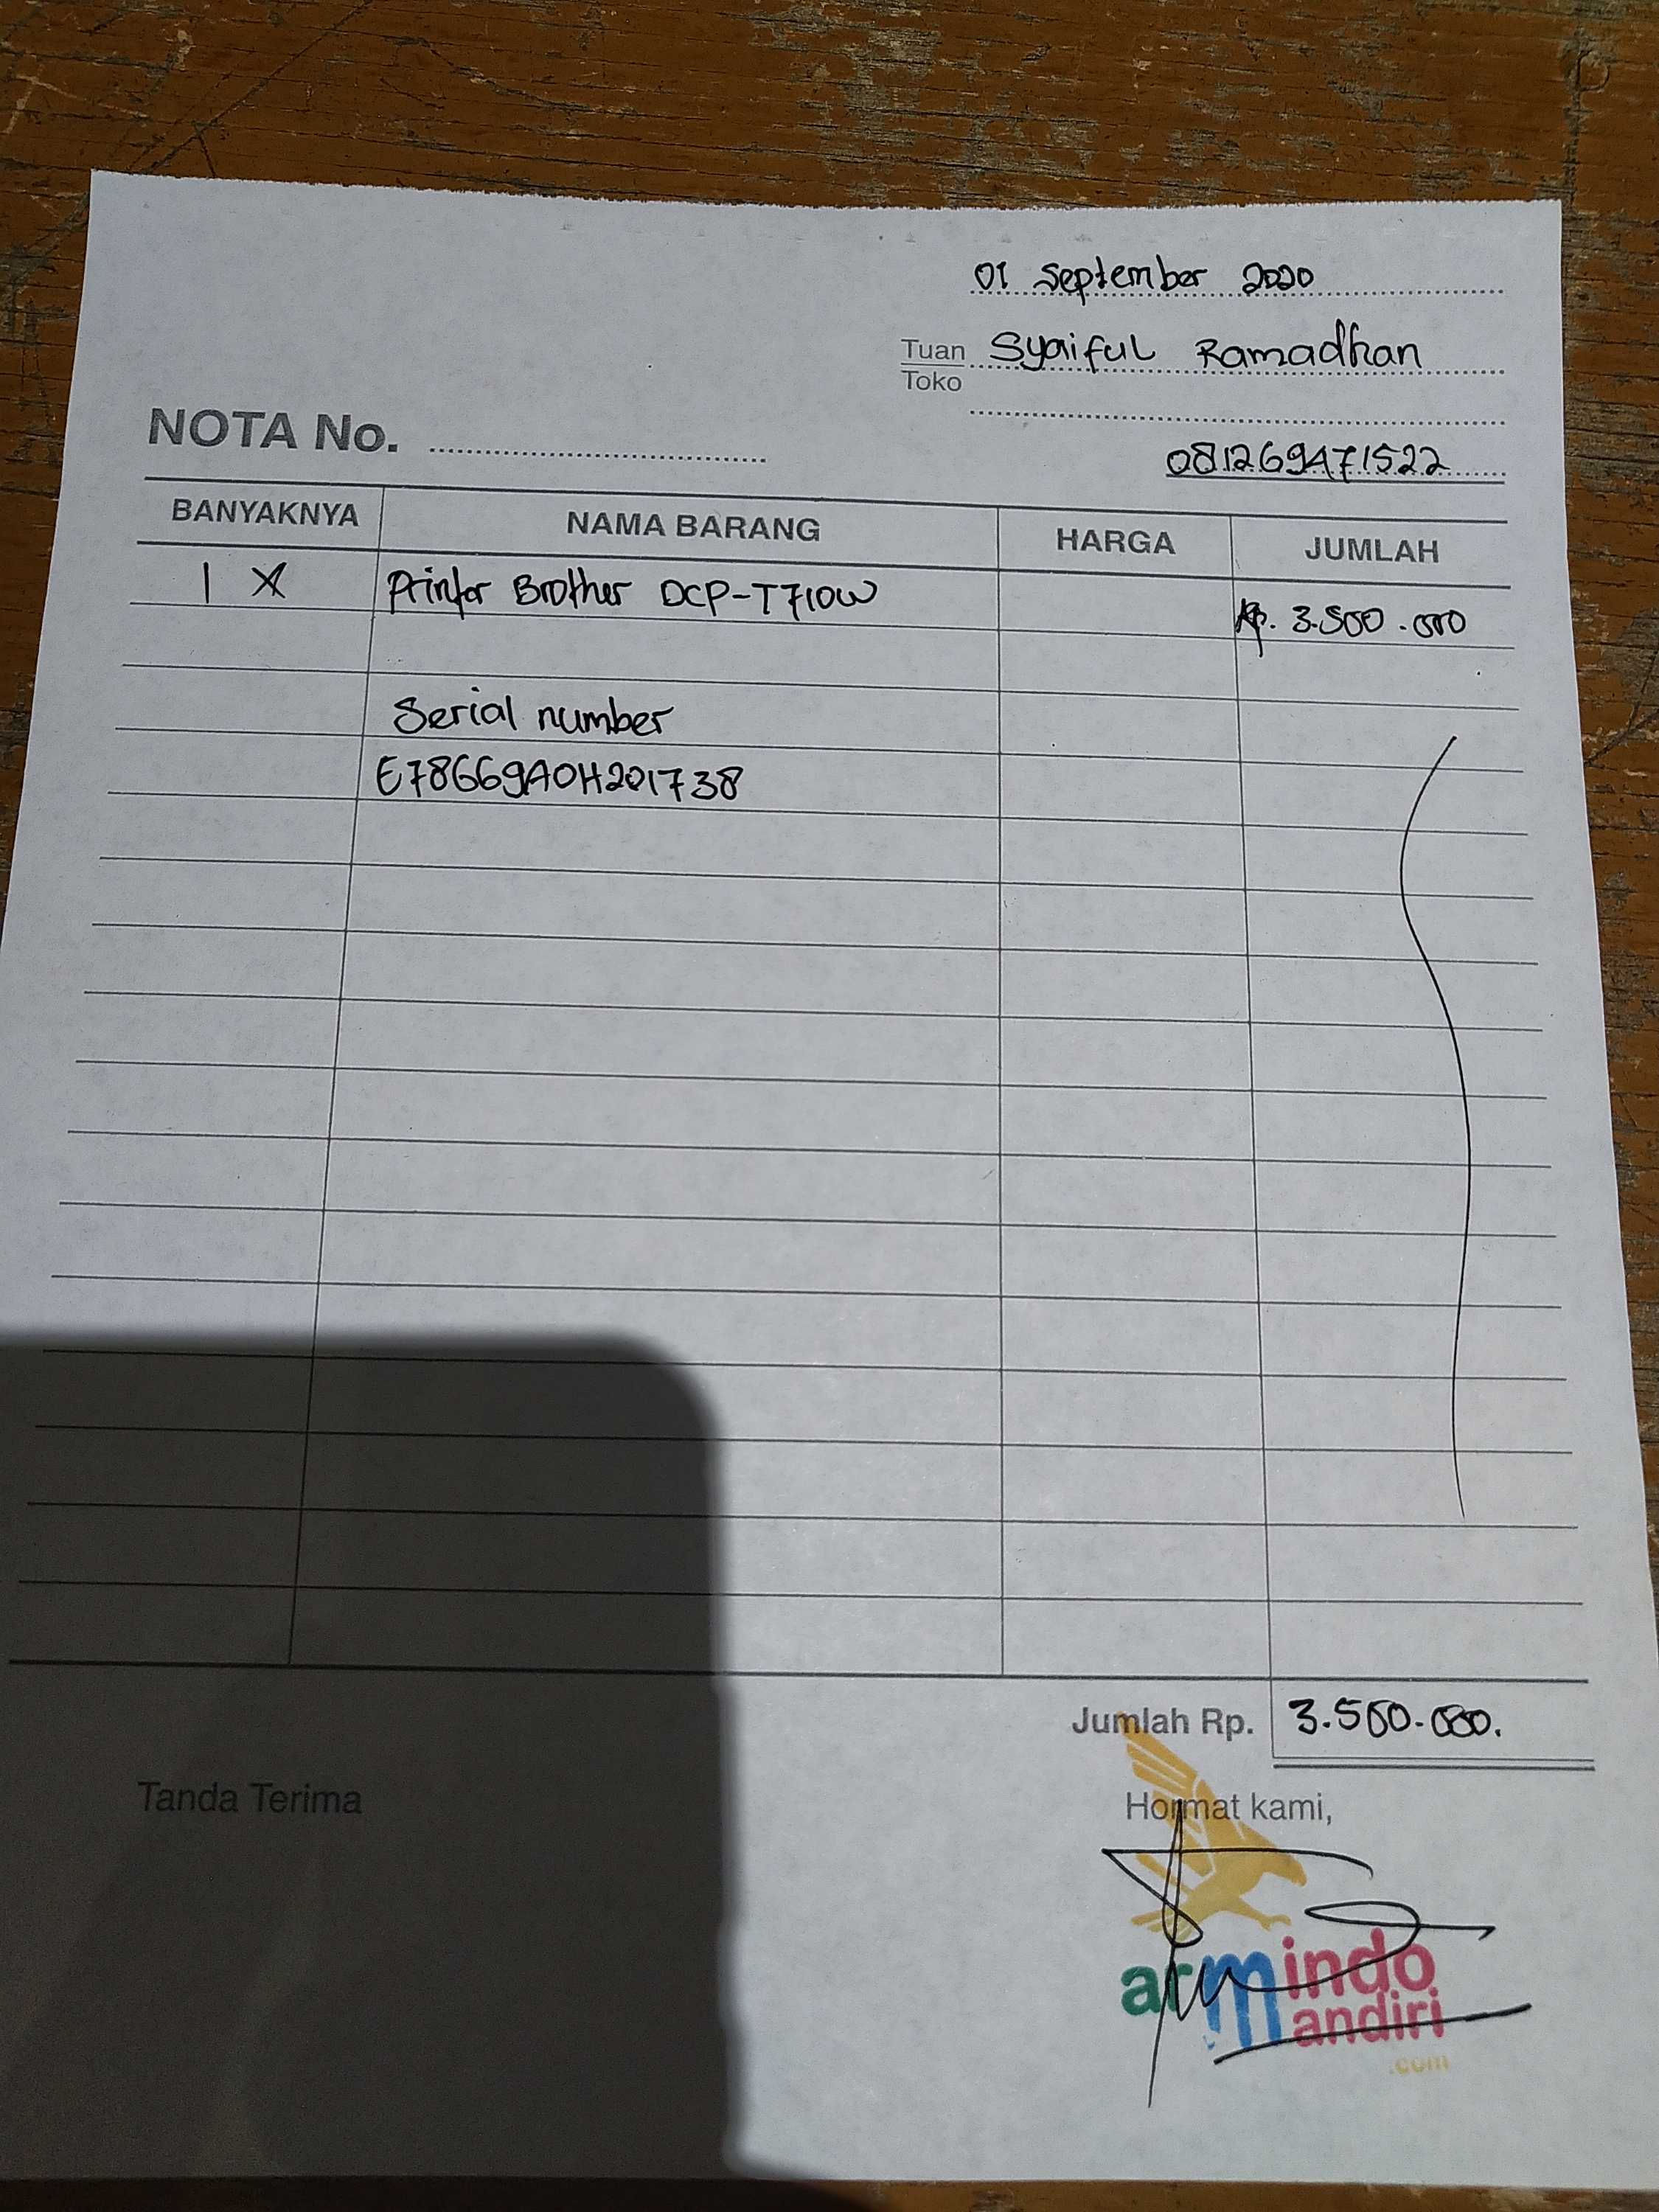 01 September 2020
Tuan Syaiful Ramadhan
Toko
NOTA No.
081269471522
BANYAKNYA NAMA BARANG HARGA JUMLAH
1 X Printer Brother DCP-T710W Rp. 3.500.000
Serial number
E78669A0H201738
Jumlah Rp. 3.500.000.
Tanda Terima Hormat kami,
armindo
mandiri
.com